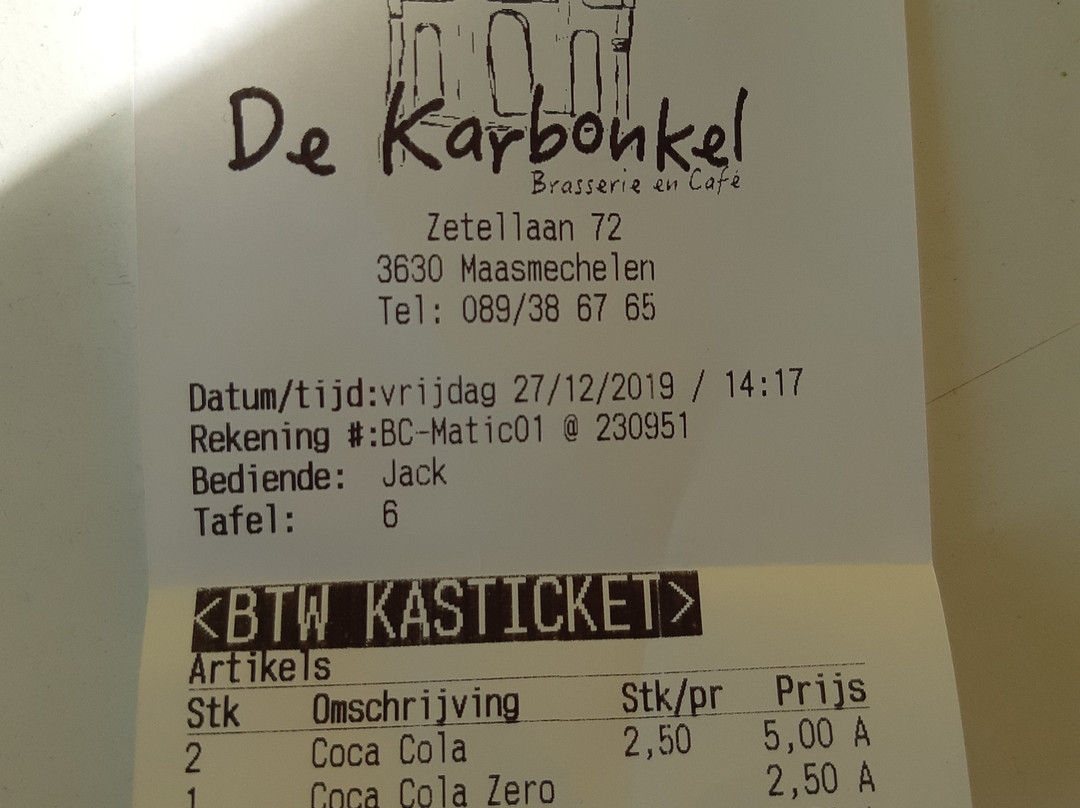 De Karbonkel
Brasserie en Café
Zetellaan 72
3630 Maasmechelen
Tel: 089/38 67 65
Datum/tijd:vrijdag 27/12/2019 / 14:17
Rekening #:BC-Matic01 @ 230951
Bediende: Jack
Tafel: 6
<BTW KASTICKET>
Artikels
Stk Omschrijving Stk/pr Prijs
2 Coca Cola 2,50 5,00 A
1 Coca Cola Zero 2,50 A